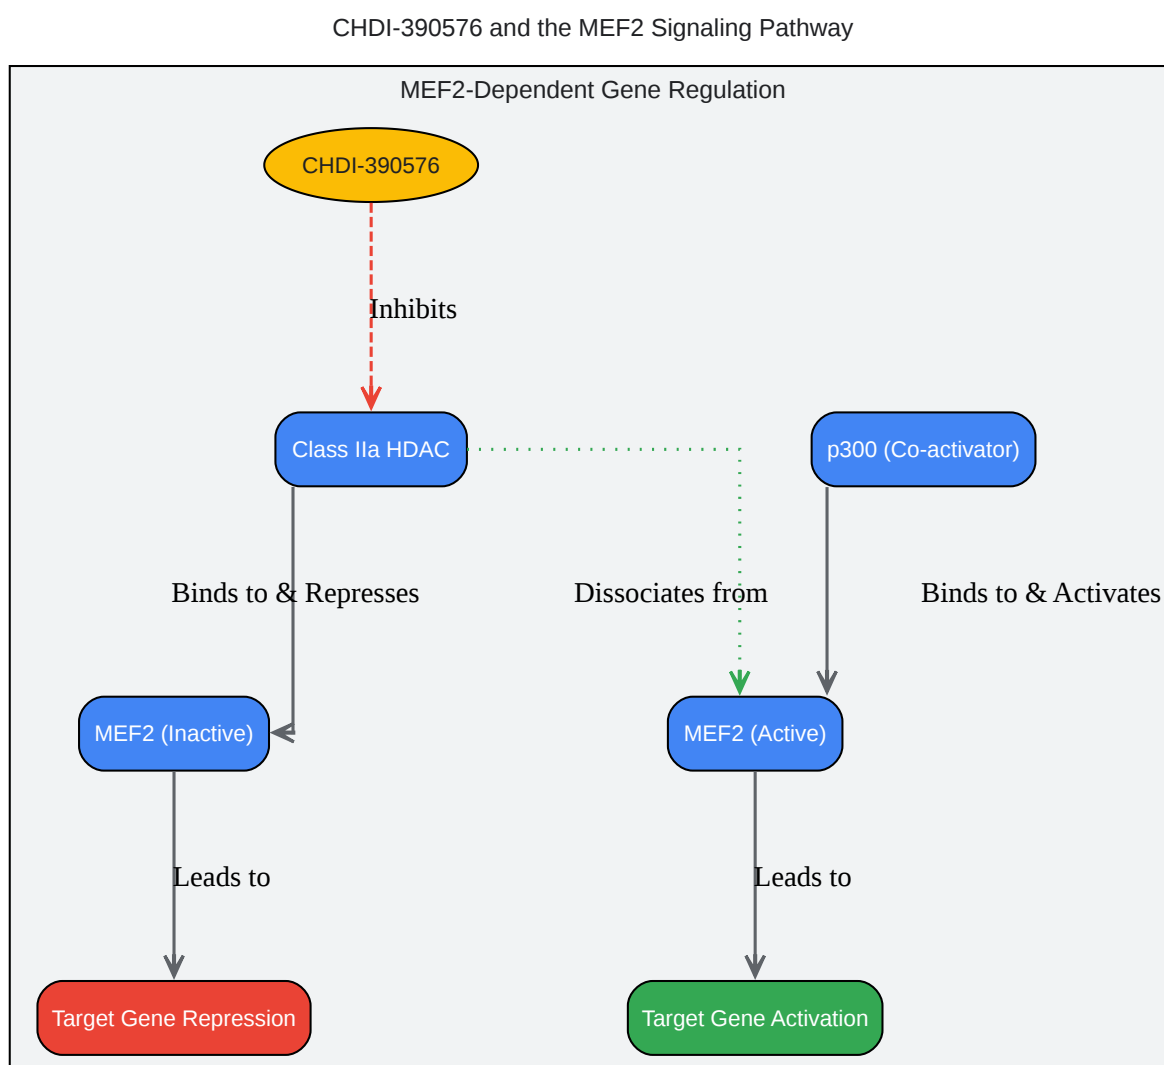 CHDI-390576 and the MEF2 Signaling Pathway
MEF2-Dependent Gene Regulation
CHDI-390576
Inhibits
Class IIa HDAC
p300 (Co-activator)
Binds to & Represses
Dissociates from
Binds to & Activates
MEF2 (Inactive)
MEF2 (Active)
Leads to
Leads to
Target Gene Repression
Target Gene Activation